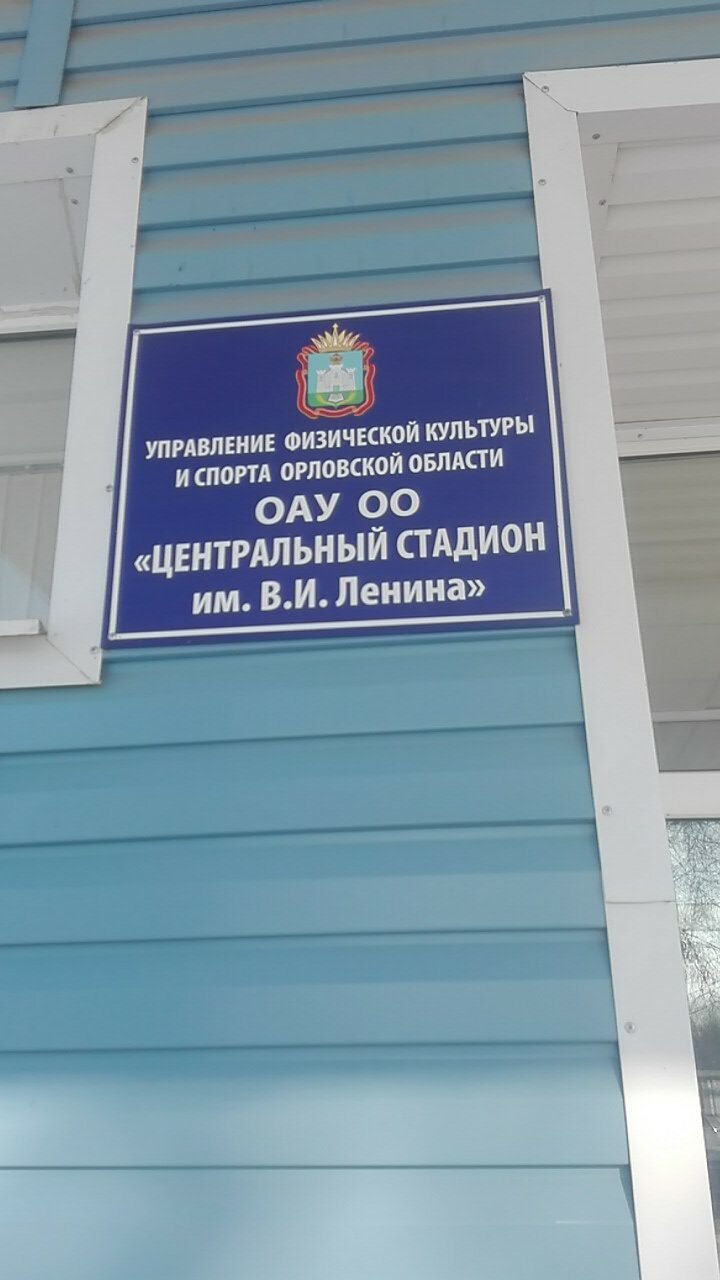 УПРАВЛЕНИЕ ФИЗИЧЕСКОЙ КУЛЬТУРЫ
И СПОРТА ОРЛОВСКОЙ ОБЛАСТИ
ОАУ ОО
«ЦЕНТРАЛЬНЫЙ СТАДИОН
им. В.И. Ленина»